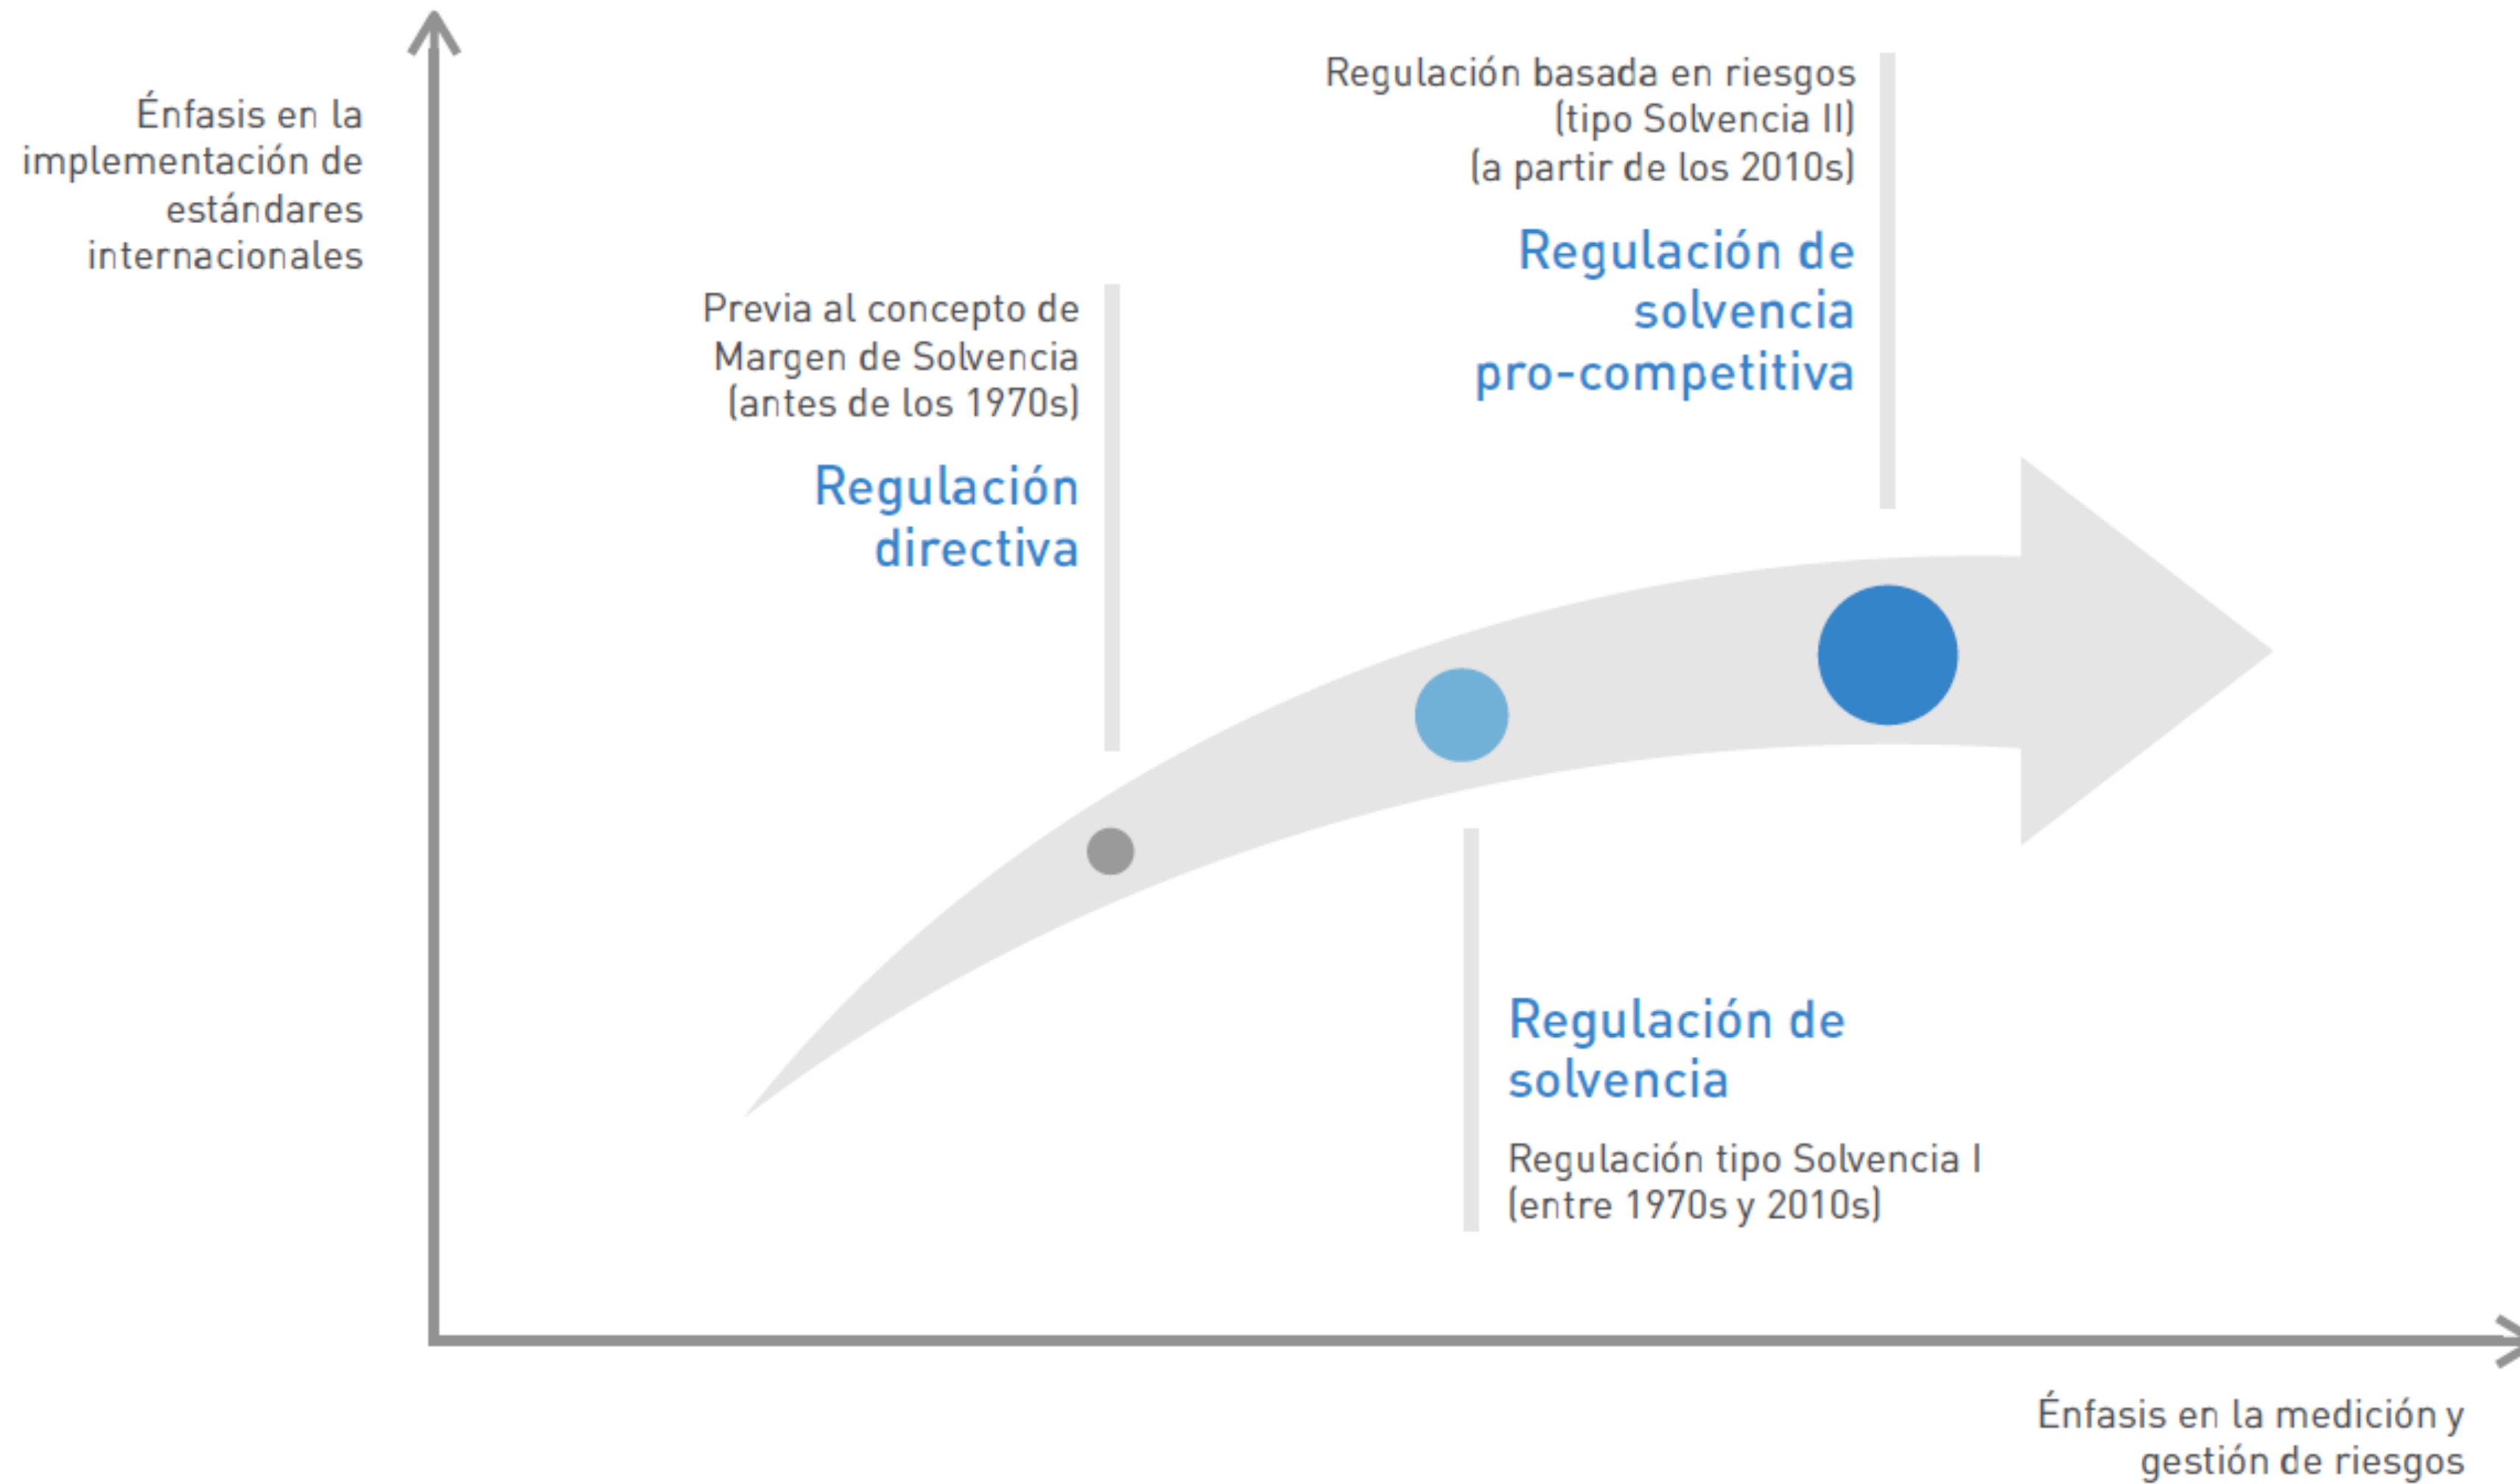 Énfasis en la
implementación de
estándares
internacionales
Previa al concepto de
Margen de Solvencia
(antes de los 1970s)
Regulación
directiva
Regulación basada en riesgos
(tipo Solvencia II)
(a partir de los 2010s)
Regulación de
solvencia
pro-competitiva
Regulación de
solvencia
Regulación tipo Solvencia I
(entre 1970s y 2010s)
Énfasis en la medición y
gestión de riesgos